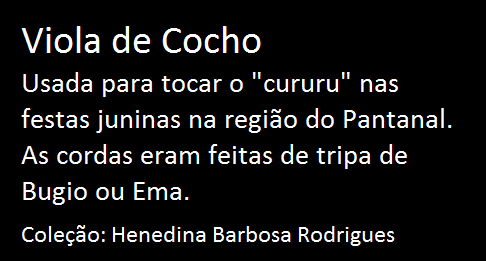 Viola de Cocho
Usada para tocar o "cururu" nas
festas juninas na região do Pantanal.
As cordas eram feitas de tripa de
Bugio ou Ema.
Coleção: Henedina Barbosa Rodrigues